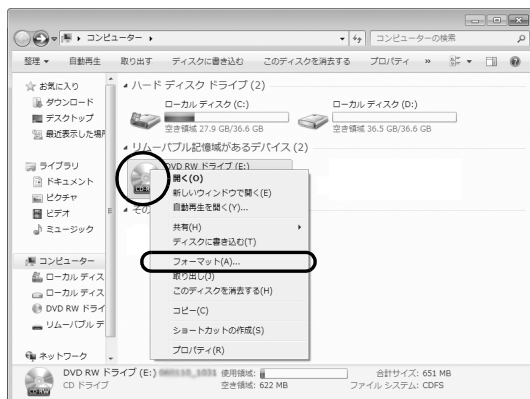 コンピューター
コンピューターの検索
整理 自動再生 取り出す ディスクに書き込む このディスクを消去する プロパティ »
お気に入り
ダウンロード
デスクトップ
最近表示した場所
ライブラリ
ドキュメント
ピクチャ
ビデオ
ミュージック
コンピューター
ローカル ディス
ローカル ディス
DVD RW ドライ
リムーバブル デ
ネットワーク
ハード ディスク ドライブ (2)
ローカル ディスク (C:)
空き領域 27.9 GB/36.6 GB
ローカル ディスク (D:)
空き領域 36.5 GB/36.6 GB
リムーバブル記憶域があるデバイス (2)
DVD RW ドライブ (E:)
CD-RW
その
開く(O)
新しいウィンドウで開く(E)
自動再生を開く(Y)...
共有(H)
ディスクに書き込む(T)
フォーマット(A)...
取り出し(J)
このディスクを消去する(H)
コピー(C)
ショートカットの作成(S)
プロパティ(R)
DVD RW ドライブ (E:) 使用領域: 合計サイズ: 651 MB
CD ドライブ 空き領域: 622 MB ファイル システム: CDFS